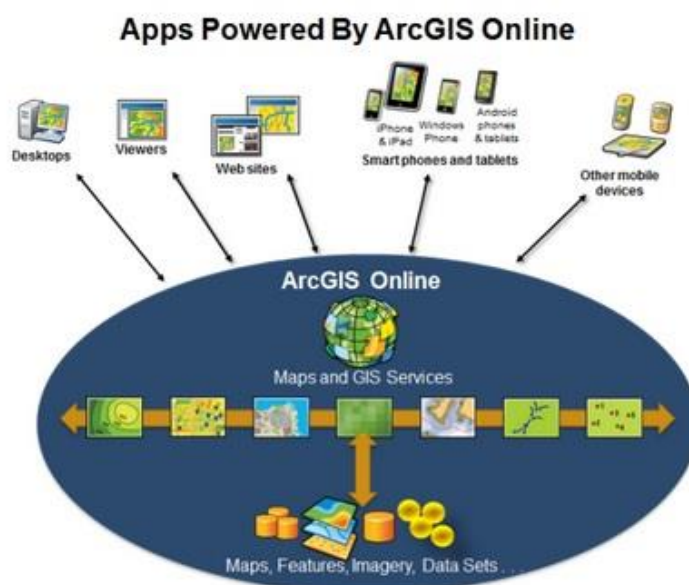 Apps Powered By ArcGIS Online
Desktops
Viewers
Web sites
iPhone
& iPad
Windows
Phone
Android
phones
& tablets
Smart phones and tablets
Other mobile
devices
ArcGIS Online
Maps and GIS Services
Maps, Features, Imagery, Data Sets . . .